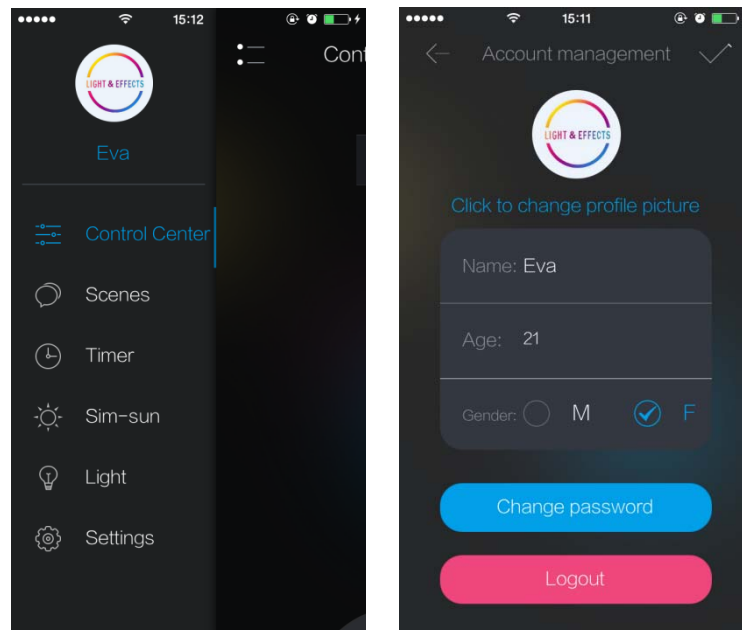 15:12
LIGHT & EFFECTS
Eva
Control Center
Scenes
Timer
Sim-sun
Light
Settings
Cont
15:11
Account management
LIGHT & EFFECTS
Click to change profile picture
Name: Eva
Age: 21
Gender: M F
Change password
Logout